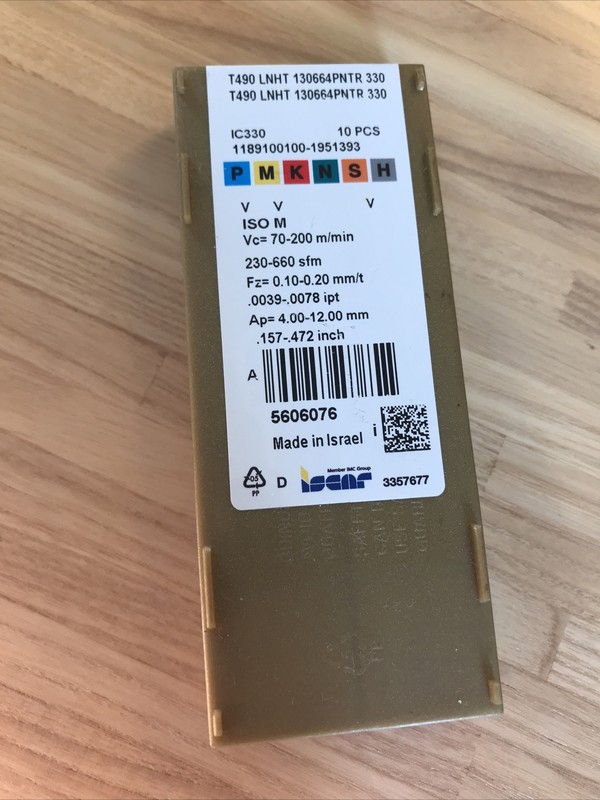 T490 LNHT 130664PNTR 330
T490 LNHT 130664PNTR 330
IC330 10 PCS
1189100100-1951393
P M K N S H
V V V
ISO M
Vc= 70-200 m/min
230-660 sfm
Fz= 0.10-0.20 mm/t
.0039-.0078 ipt
Ap= 4.00-12.00 mm
.157-.472 inch
A
5606076
Made in Israel i
05
PP
D
Member IMC Group
iscar
3357677